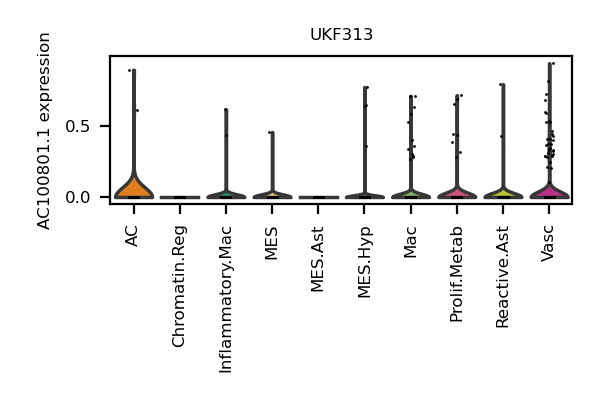 UKF313
AC100801.1 expression
0.5
0.0
AC
Chromatin.Reg
Inflammatory.Mac
MES
MES.Ast
MES.Hyp
Mac
Prolif.Metab
Reactive.Ast
Vasc